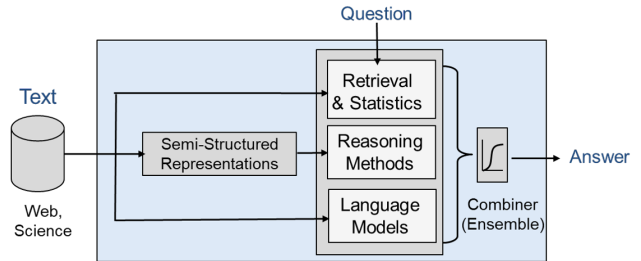 Question
Text
Retrieval
& Statistics
Semi-Structured
Representations
Reasoning
Methods
Answer
Language
Models
Web,
Science
Combiner
(Ensemble)